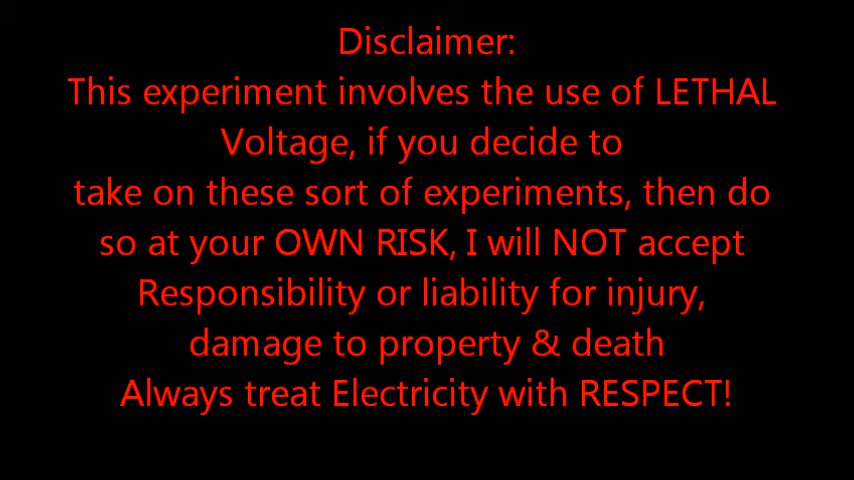 Disclaimer:
This experiment involves the use of LETHAL
Voltage, if you decide to
take on these sort of experiments, then do
so at your OWN RISK, I will NOT accept
Responsibility or liability for injury,
damage to property & death
Always treat Electricity with RESPECT!